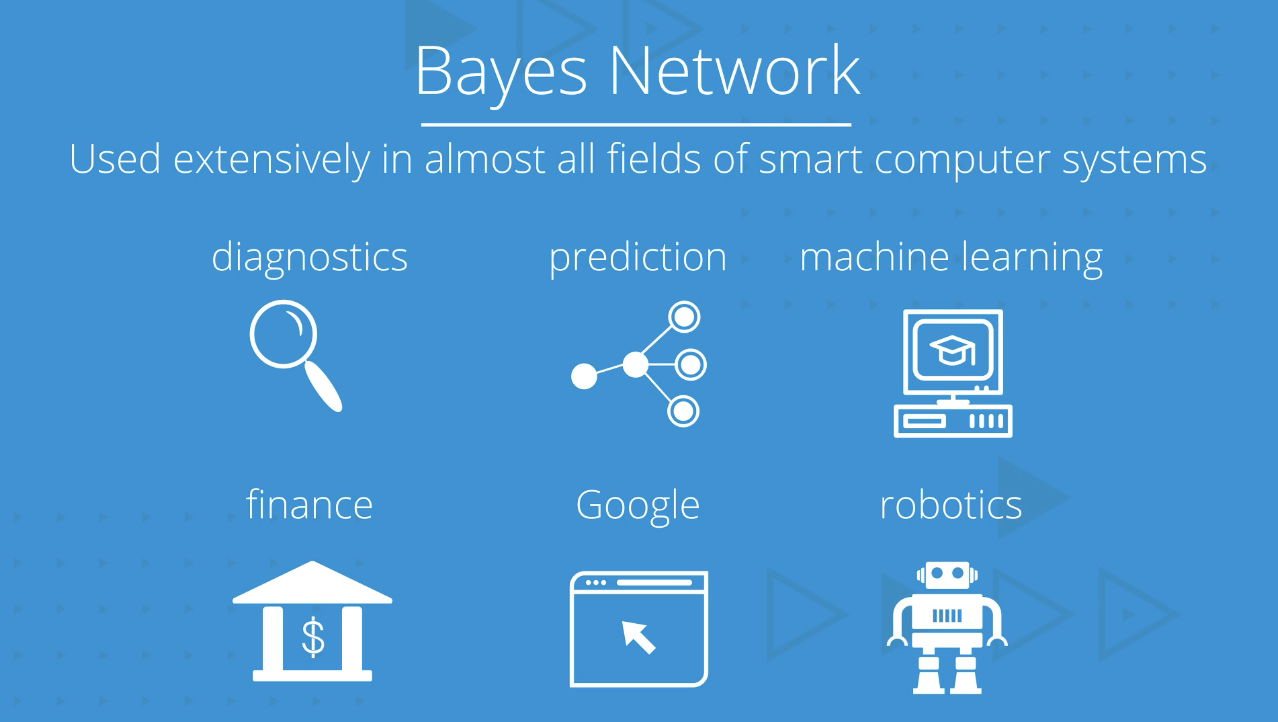 Bayes Network
Used extensively in almost all fields of smart computer systems
diagnostics
prediction
machine learning
$
finance
Google
robotics